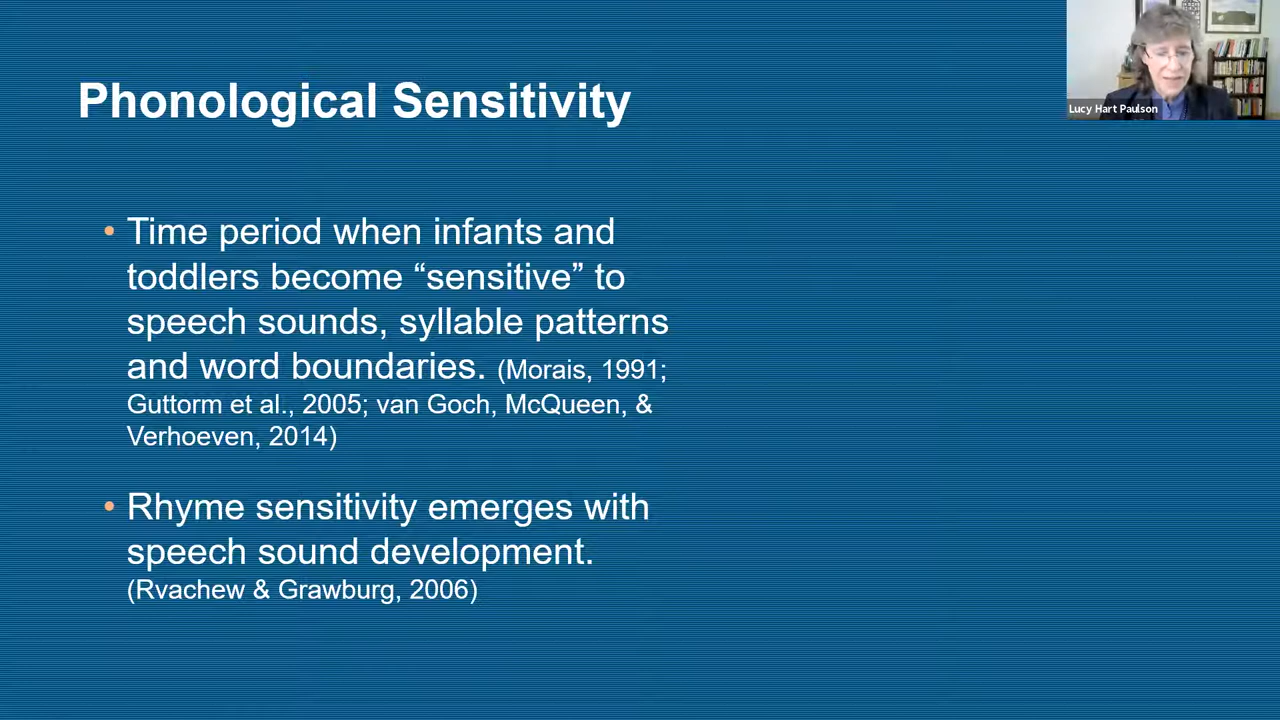 Phonological Sensitivity
Lucy Hart Paulson
• Time period when infants and
toddlers become “sensitive” to
speech sounds, syllable patterns
and word boundaries. (Morais, 1991;
Guttorm et al., 2005; van Goch, McQueen, &
Verhoeven, 2014)
• Rhyme sensitivity emerges with
speech sound development.
(Rvachew & Grawburg, 2006)